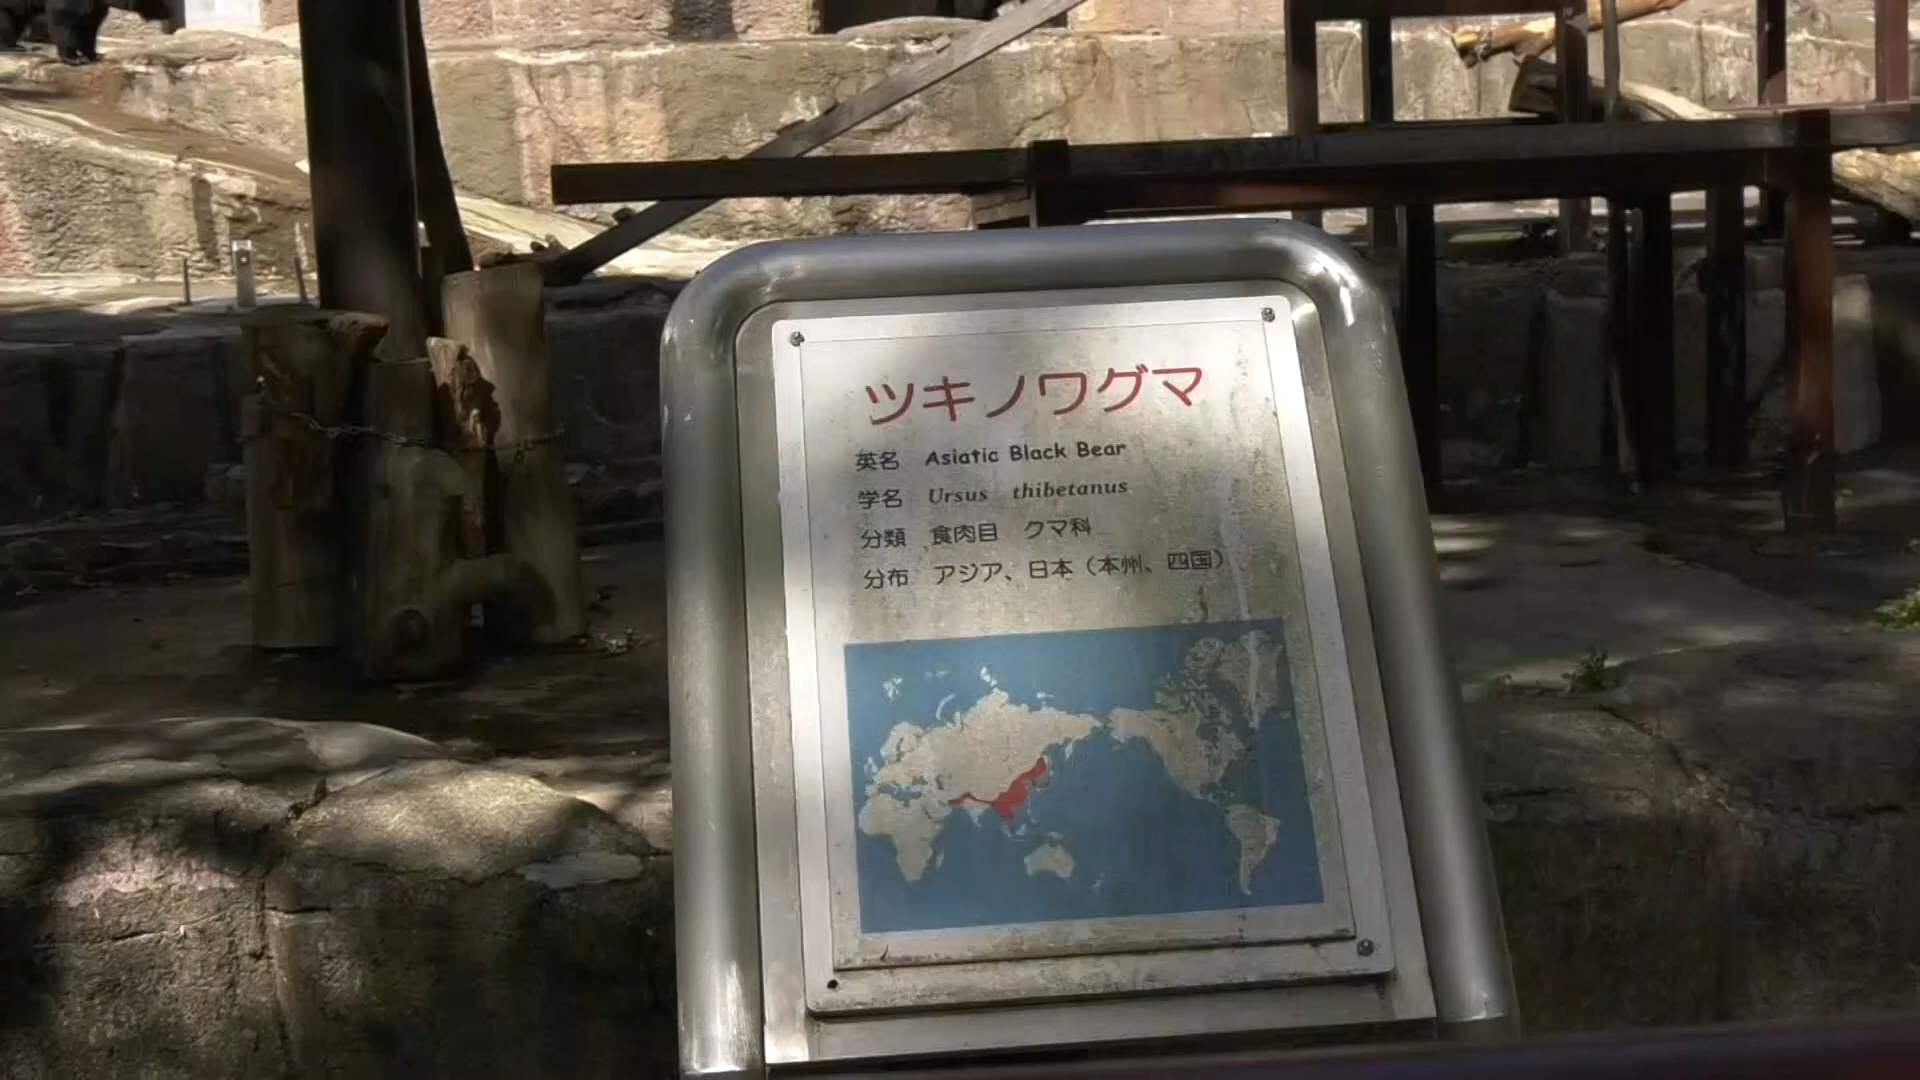 ツキノワグマ
英名 Asiatic Black Bear
学名 Ursus thibetanus
分類 食肉目 クマ科
分布 アジア、日本（本州、四国）